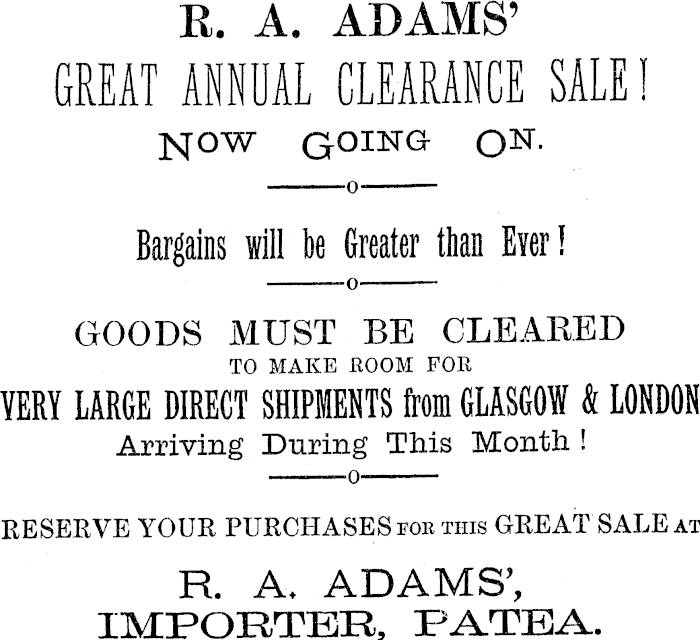 R. A. ADAMS'
GREAT ANNUAL CLEARANCE SALE!
NOW GOING ON.
Bargains will be Greater than Ever!
GOODS MUST BE CLEARED
TO MAKE ROOM FOR
VERY LARGE DIRECT SHIPMENTS from GLASGOW & LONDON
Arriving During This Month!
RESERVE YOUR PURCHASES FOR THIS GREAT SALE AT
R. A. ADAMS',
IMPORTER, PATEA.